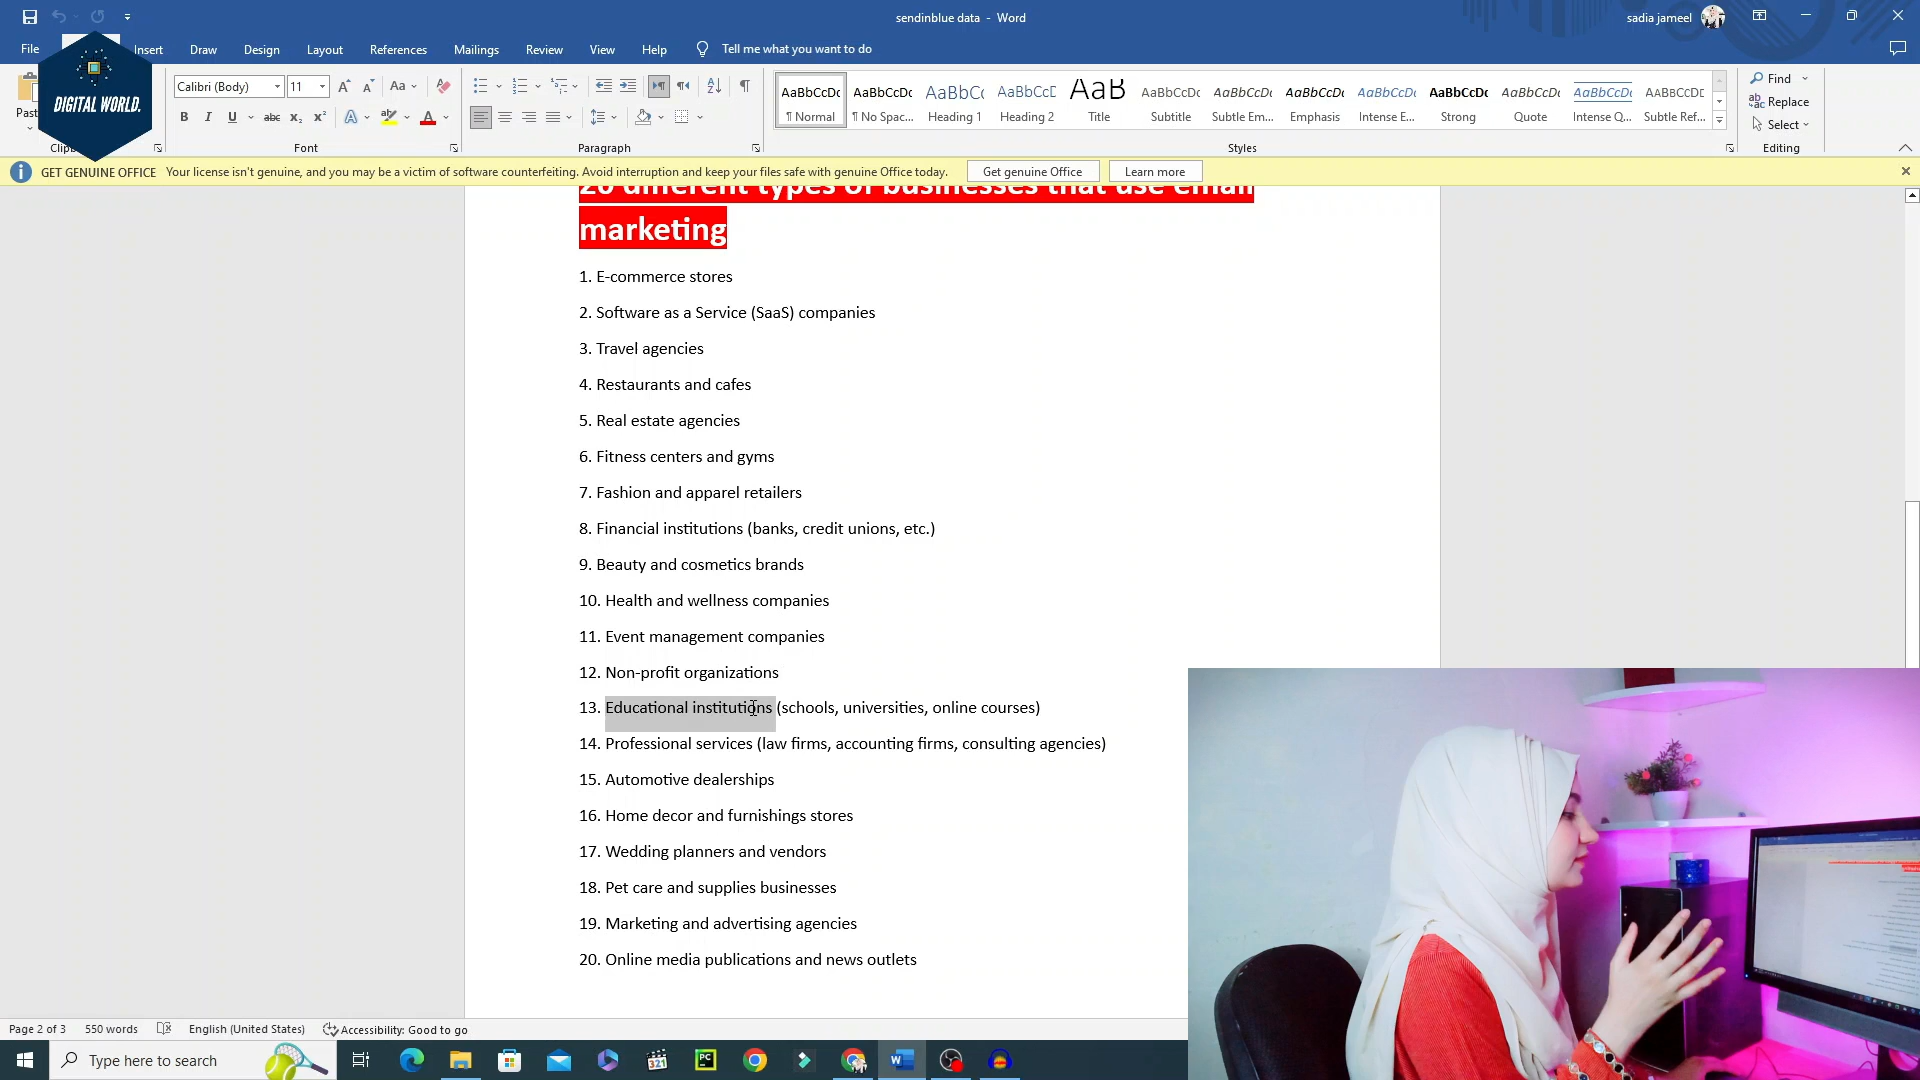 sendinblue data - Word
sadia jameel
File
Insert
Draw
Design
Layout
References
Mailings
Review
View
Help
Tell me what you want to do
DIGITAL WORLD.
Calibri (Body)
11
Paragraph
Font
AaBbCcDc
¶ Normal
AaBbCcDc
¶ No Spac...
Heading 1
Heading 2
AaB
Title
Subtitle
Subtle Em...
Emphasis
Intense E...
Strong
Quote
Intense Q...
Subtle Ref...
Styles
Find
Replace
Select
Editing
GET GENUINE OFFICE Your license isn't genuine, and you may be a victim of software counterfeiting. Avoid interruption and keep your files safe with genuine Office today.
Get genuine Office
Learn more
20 different types of businesses that use email
marketing
1. E-commerce stores
2. Software as a Service (SaaS) companies
3. Travel agencies
4. Restaurants and cafes
5. Real estate agencies
6. Fitness centers and gyms
7. Fashion and apparel retailers
8. Financial institutions (banks, credit unions, etc.)
9. Beauty and cosmetics brands
10. Health and wellness companies
11. Event management companies
12. Non-profit organizations
13. Educational institutions (schools, universities, online courses)
14. Professional services (law firms, accounting firms, consulting agencies)
15. Automotive dealerships
16. Home decor and furnishings stores
17. Wedding planners and vendors
18. Pet care and supplies businesses
19. Marketing and advertising agencies
20. Online media publications and news outlets
Page 2 of 3
550 words
English (United States)
Accessibility: Good to go
Type here to search